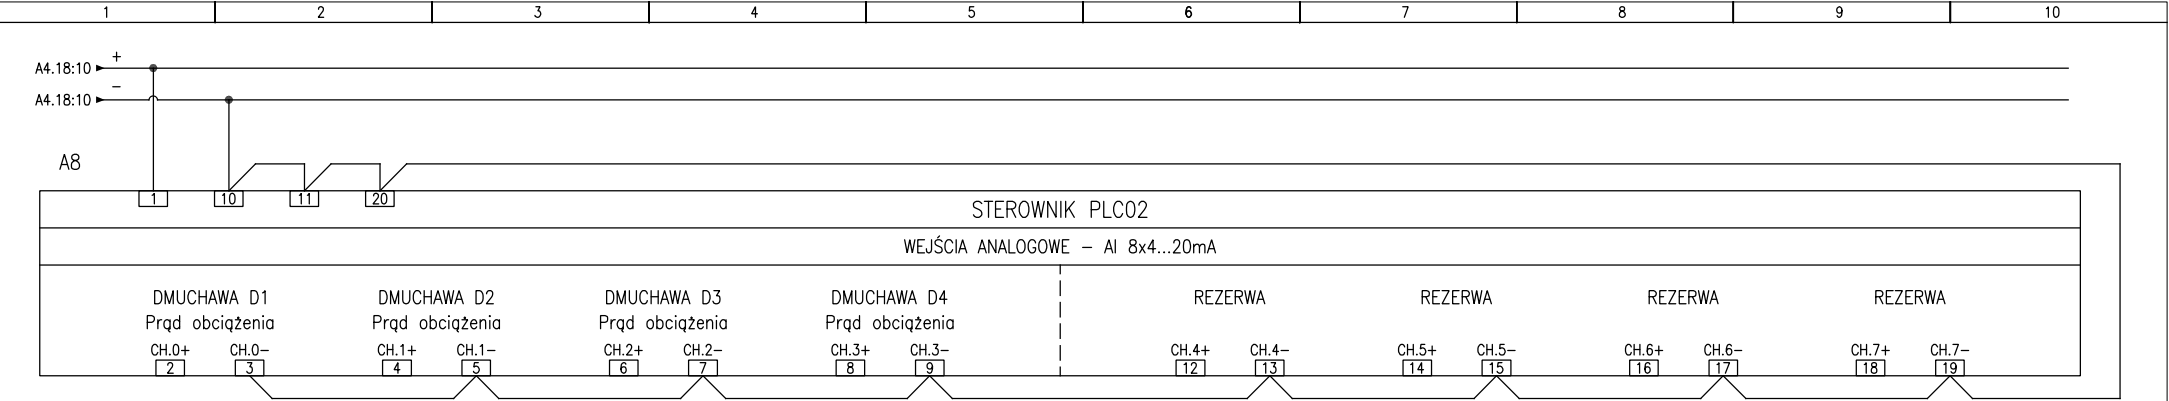 1 2 3 4 5 6 7 8 9 10
A4.18:10 +
A4.18:10 −
A8
1 10 11 20
STEROWNIK PLC02
WEJŚCIA ANALOGOWE − AI 8x4...20mA
DMUCHAWA D1 DMUCHAWA D2 DMUCHAWA D3 DMUCHAWA D4 REZERWA REZERWA REZERWA REZERWA
Prąd obciążenia Prąd obciążenia Prąd obciążenia Prąd obciążenia
CH.0+ CH.0− CH.1+ CH.1− CH.2+ CH.2− CH.3+ CH.3− CH.4+ CH.4− CH.5+ CH.5− CH.6+ CH.6− CH.7+ CH.7−
2 3 4 5 6 7 8 9 12 13 14 15 16 17 18 19